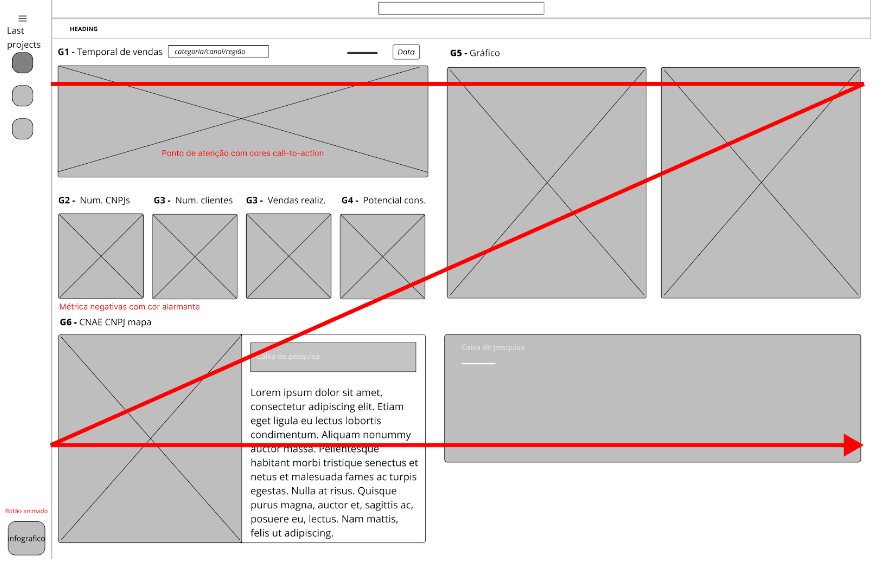 Last
projects
HEADING
G1 - Temporal de vendas
categoria/canal/região
Data
G5 - Gráfico
Ponto de atenção com cores call-to-action
G2 - Num. CNPJs
G3 - Num. clientes
G3 - Vendas realiz.
G4 - Potencial cons.
Métrica negativas com cor alarmante
G6 - CNAE CNPJ mapa
Caixa de pesquisa
Caixa de pesquisa
Lorem ipsum dolor sit amet,
consectetur adipiscing elit. Etiam
eget ligula eu lectus lobortis
condimentum. Aliquam nonummy
auctor massa. Pellentesque
habitant morbi tristique senectus et
netus et malesuada fames ac turpis
egestas. Nulla at risus. Quisque
purus magna, auctor et, sagittis ac,
posuere eu, lectus. Nam mattis,
felis ut adipiscing.
Botão animado
Infografico